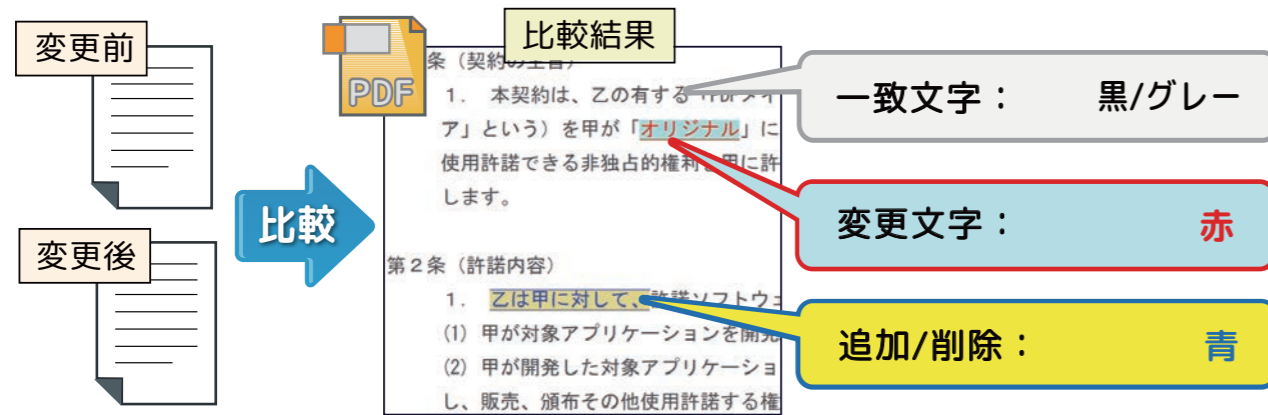 変更前
変更後
比較
PDF
比較結果
条（契約の主旨）
1. 本契約は、乙の有する「PDFメイ
ア」という）を甲が「オリジナル」に
使用許諾できる非独占的権利を甲に許
します。
第２条（許諾内容）
1. 乙は甲に対して、許諾ソフトウェ
(1) 甲が対象アプリケーションを開発
(2) 甲が開発した対象アプリケーショ
し、販売、頒布その他使用許諾する権
一致文字： 黒/グレー
変更文字： 赤
追加/削除： 青